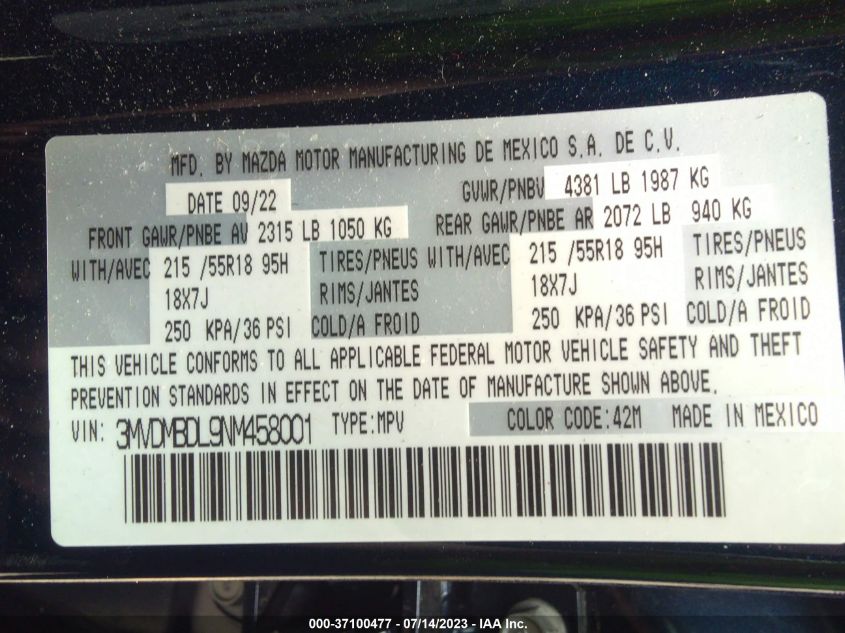 MFD. BY MAZDA MOTOR MANUFACTURING DE MEXICO S.A. DE C.V.
DATE 09/22 GVWR/PNBV 4381 LB 1987 KG
FRONT GAWR/PNBE AV 2315 LB 1050 KG REAR GAWR/PNBE AR 2072 LB 940 KG
WITH/AVEC 215 /55R18 95H TIRES/PNEUS WITH/AVEC 215 /55R18 95H TIRES/PNEUS
18X7J RIMS/JANTES 18X7J RIMS/JANTES
250 KPA/36 PSI COLD/A FROID 250 KPA/36 PSI COLD/A FROID
THIS VEHICLE CONFORMS TO ALL APPLICABLE FEDERAL MOTOR VEHICLE SAFETY AND THEFT
PREVENTION STANDARDS IN EFFECT ON THE DATE OF MANUFACTURE SHOWN ABOVE.
VIN: 3MVDMBDL9NM458001 TYPE:MPV COLOR CODE:42M MADE IN MEXICO
000-37100477 - 07/14/2023 - IAA Inc.